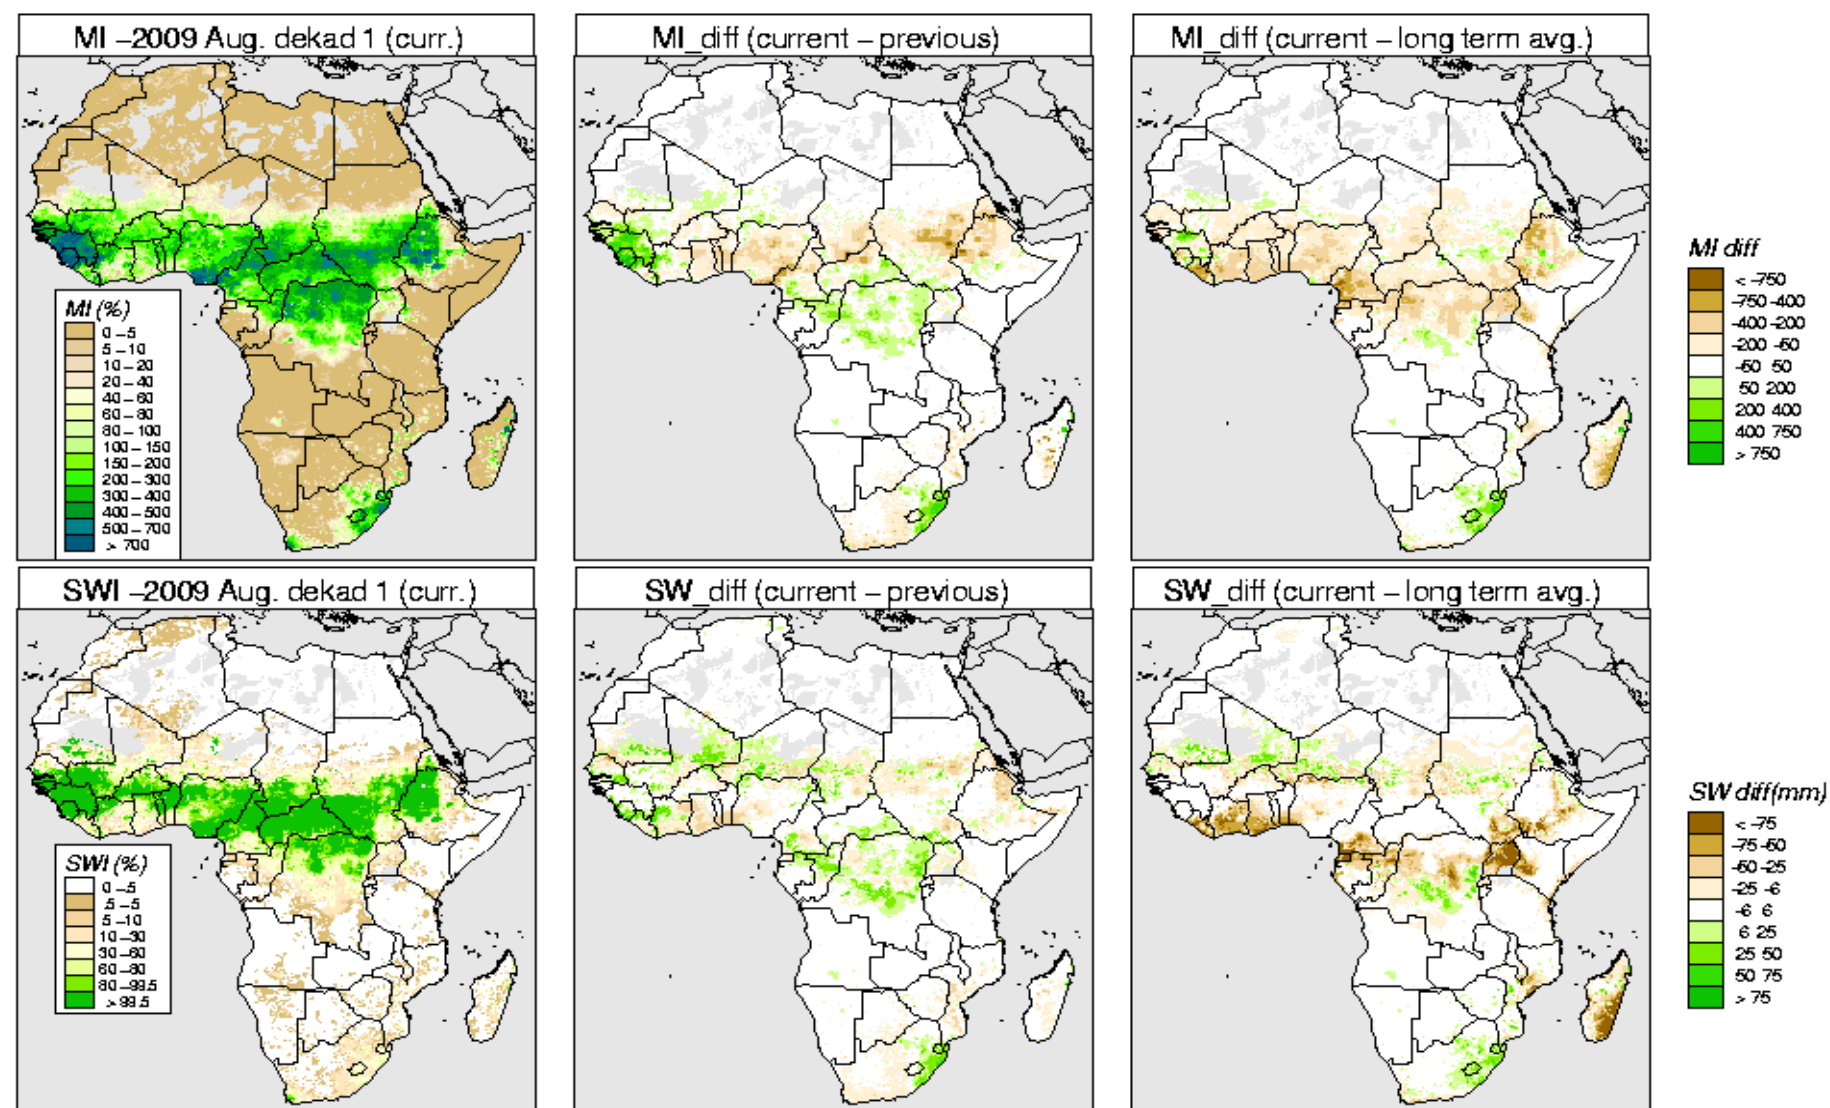 MI –2009 Aug. dekad 1 (curr.)
MI_diff (current – previous)
MI_diff (current – long term avg.)
MI (%)
0 – 5
5 – 10
10 – 20
20 – 40
40 – 60
60 – 80
80 – 100
100 – 150
150 – 200
200 – 300
300 – 400
400 – 500
500 – 700
> 700
MI diff
< -750
-750 -400
-400 -200
-200 -50
-50 50
50 200
200 400
400 750
> 750
SWI –2009 Aug. dekad 1 (curr.)
SW_diff (current – previous)
SW_diff (current – long term avg.)
SWI (%)
0 – 5
5 – 5
5 – 10
10 – 30
30 – 60
60 – 80
80 – 99.5
> 99.5
SW diff(mm)
< -75
-75 -50
-50 -25
-25 -6
-6 6
6 25
25 50
50 75
> 75